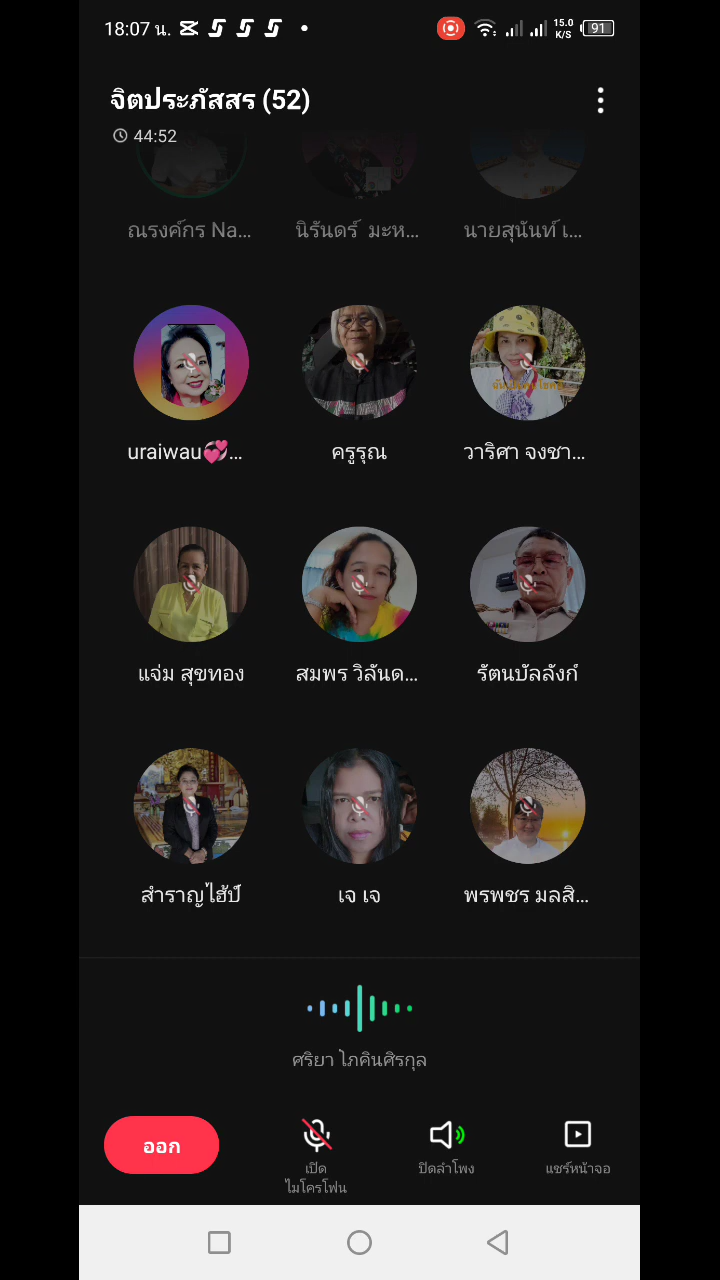 18:07 น.
15.0
K/S
91
จิตประภัสสร (52)
44:52
ณรงค์กร Na...
นิรันดร์ มะห...
นายสุนันท์ เ...
uraiwau💞...
ครูรุณ
วาริศา จงชา...
แจ่ม สุขทอง
สมพร วิลันด...
รัตนบัลลังก์
สำราญไฮ้ป์
เจ เจ
พรพชร มลสิ...
ศริยา ไภคินศิรกุล
ออก
เปิด
ไมโครโฟน
ปิดลำโพง
แชร์หน้าจอ